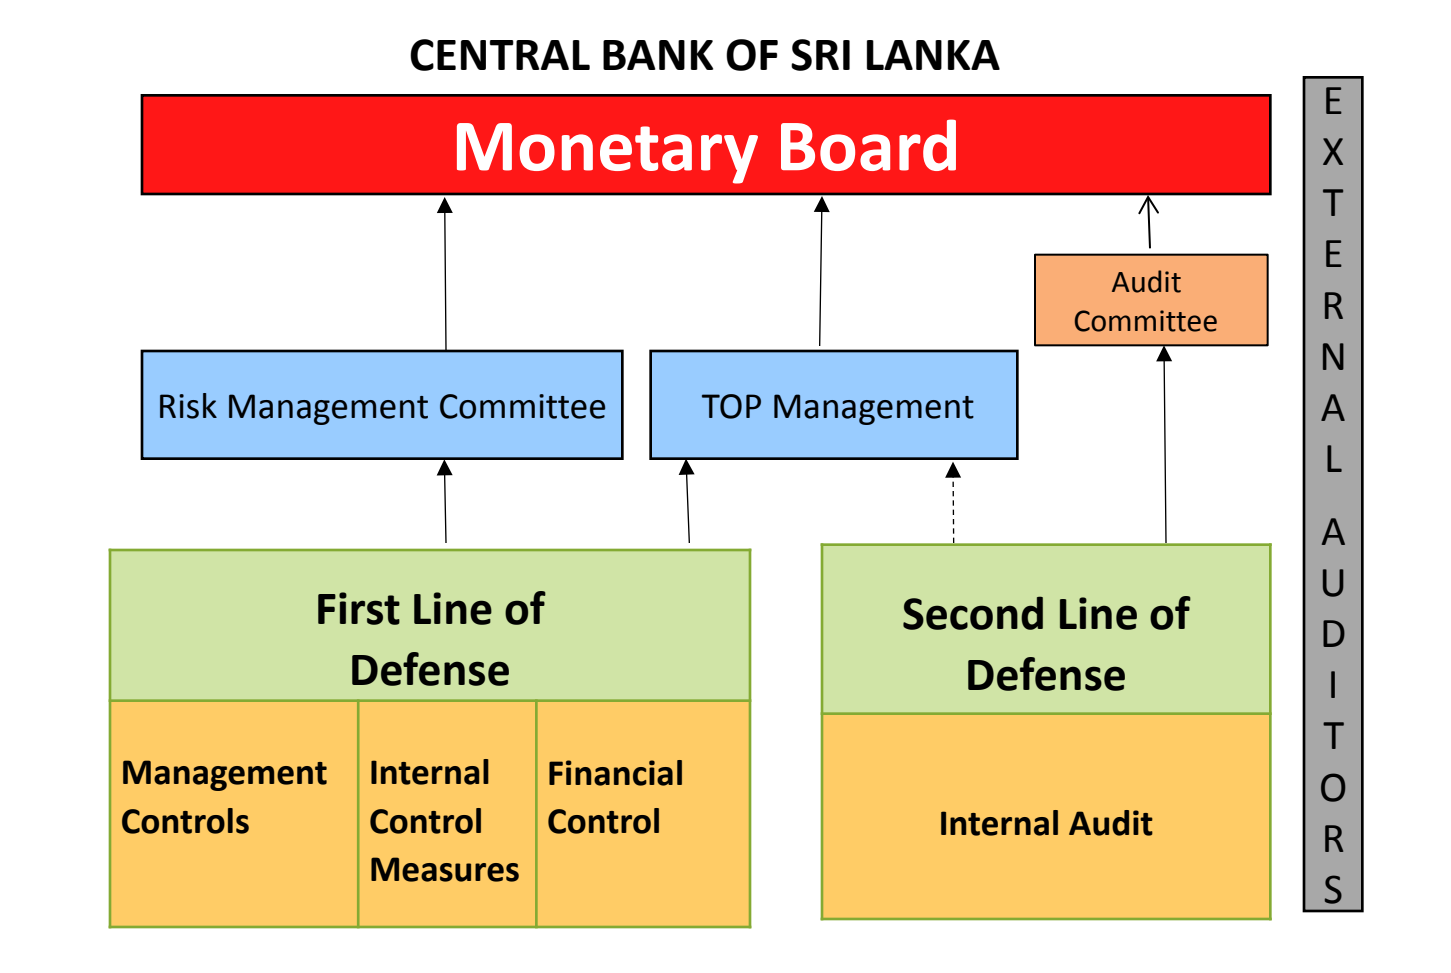 CENTRAL BANK OF SRI LANKA
Monetary Board
Audit
Committee
Risk Management Committee
TOP Management
First Line of
Defense
Second Line of
Defense
Management
Controls
Internal
Control
Measures
Financial
Control
Internal Audit
E
X
T
E
R
N
A
L
A
U
D
I
T
O
R
S